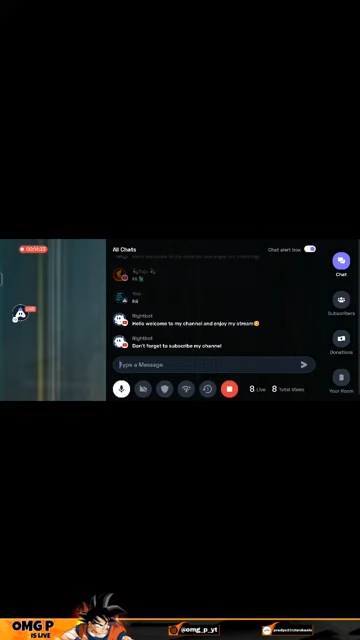 All Chats
Chat alert box
LIVE
Hii
You
Hi
Nightbot
Hello welcome to my channel and enjoy my stream😊
Nightbot
Don't forget to subscribe my channel
Type a Message
8 Live
8 Total Views
Chat
Subscribers
Donations
Your Room
OMG P
IS LIVE
@omg_p_yt